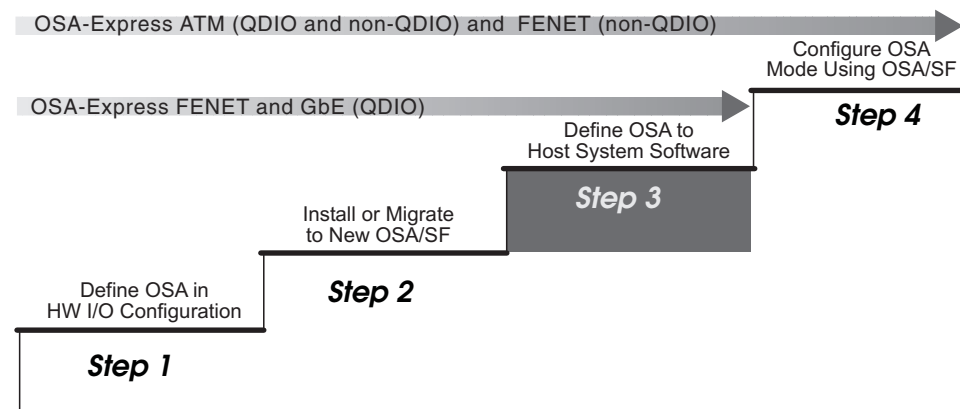 OSA-Express ATM (QDIO and non-QDIO) and FENET (non-QDIO)
Configure OSA
Mode Using OSA/SF
Step 4
OSA-Express FENET and GbE (QDIO)
Define OSA to
Host System Software
Step 3
Install or Migrate
to New OSA/SF
Step 2
Define OSA in
HW I/O Configuration
Step 1